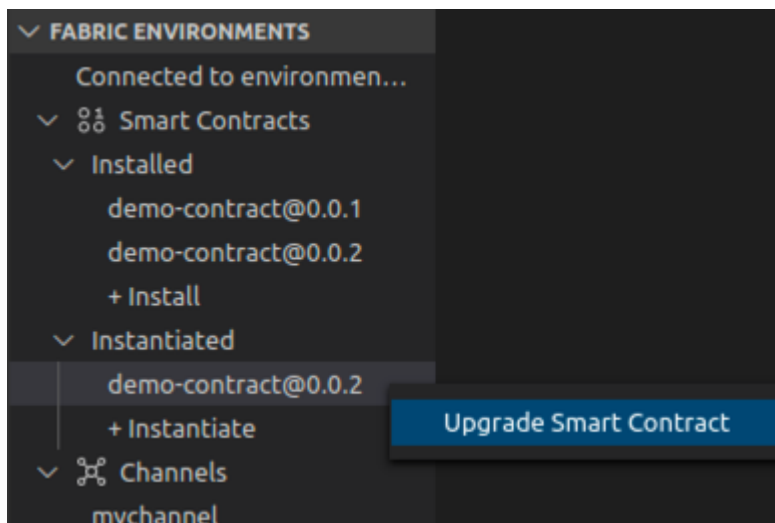 FABRIC ENVIRONMENTS
Connected to environmen...
Smart Contracts
Installed
demo-contract@0.0.1
demo-contract@0.0.2
+ Install
Instantiated
demo-contract@0.0.2
Upgrade Smart Contract
+ Instantiate
Channels
mychannel